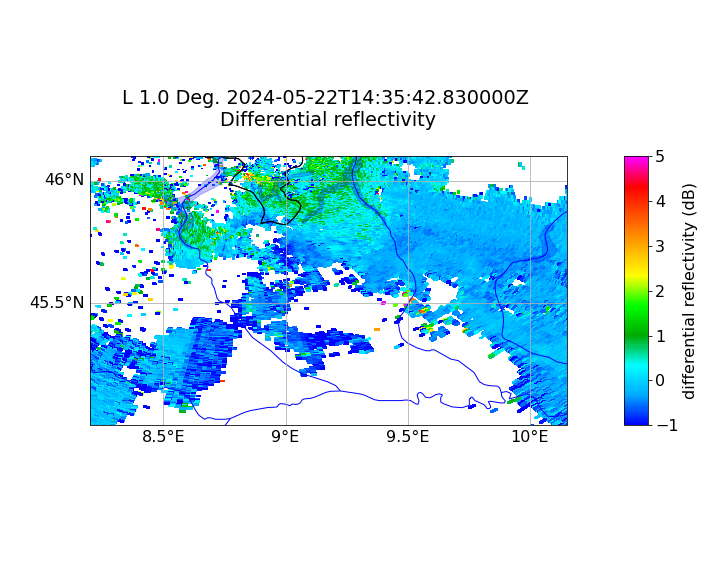 L 1.0 Deg. 2024-05-22T14:35:42.830000Z
Differential reflectivity
46°N
45.5°N
8.5°E
9°E
9.5°E
10°E
5
4
3
2
1
0
−1
differential reflectivity (dB)